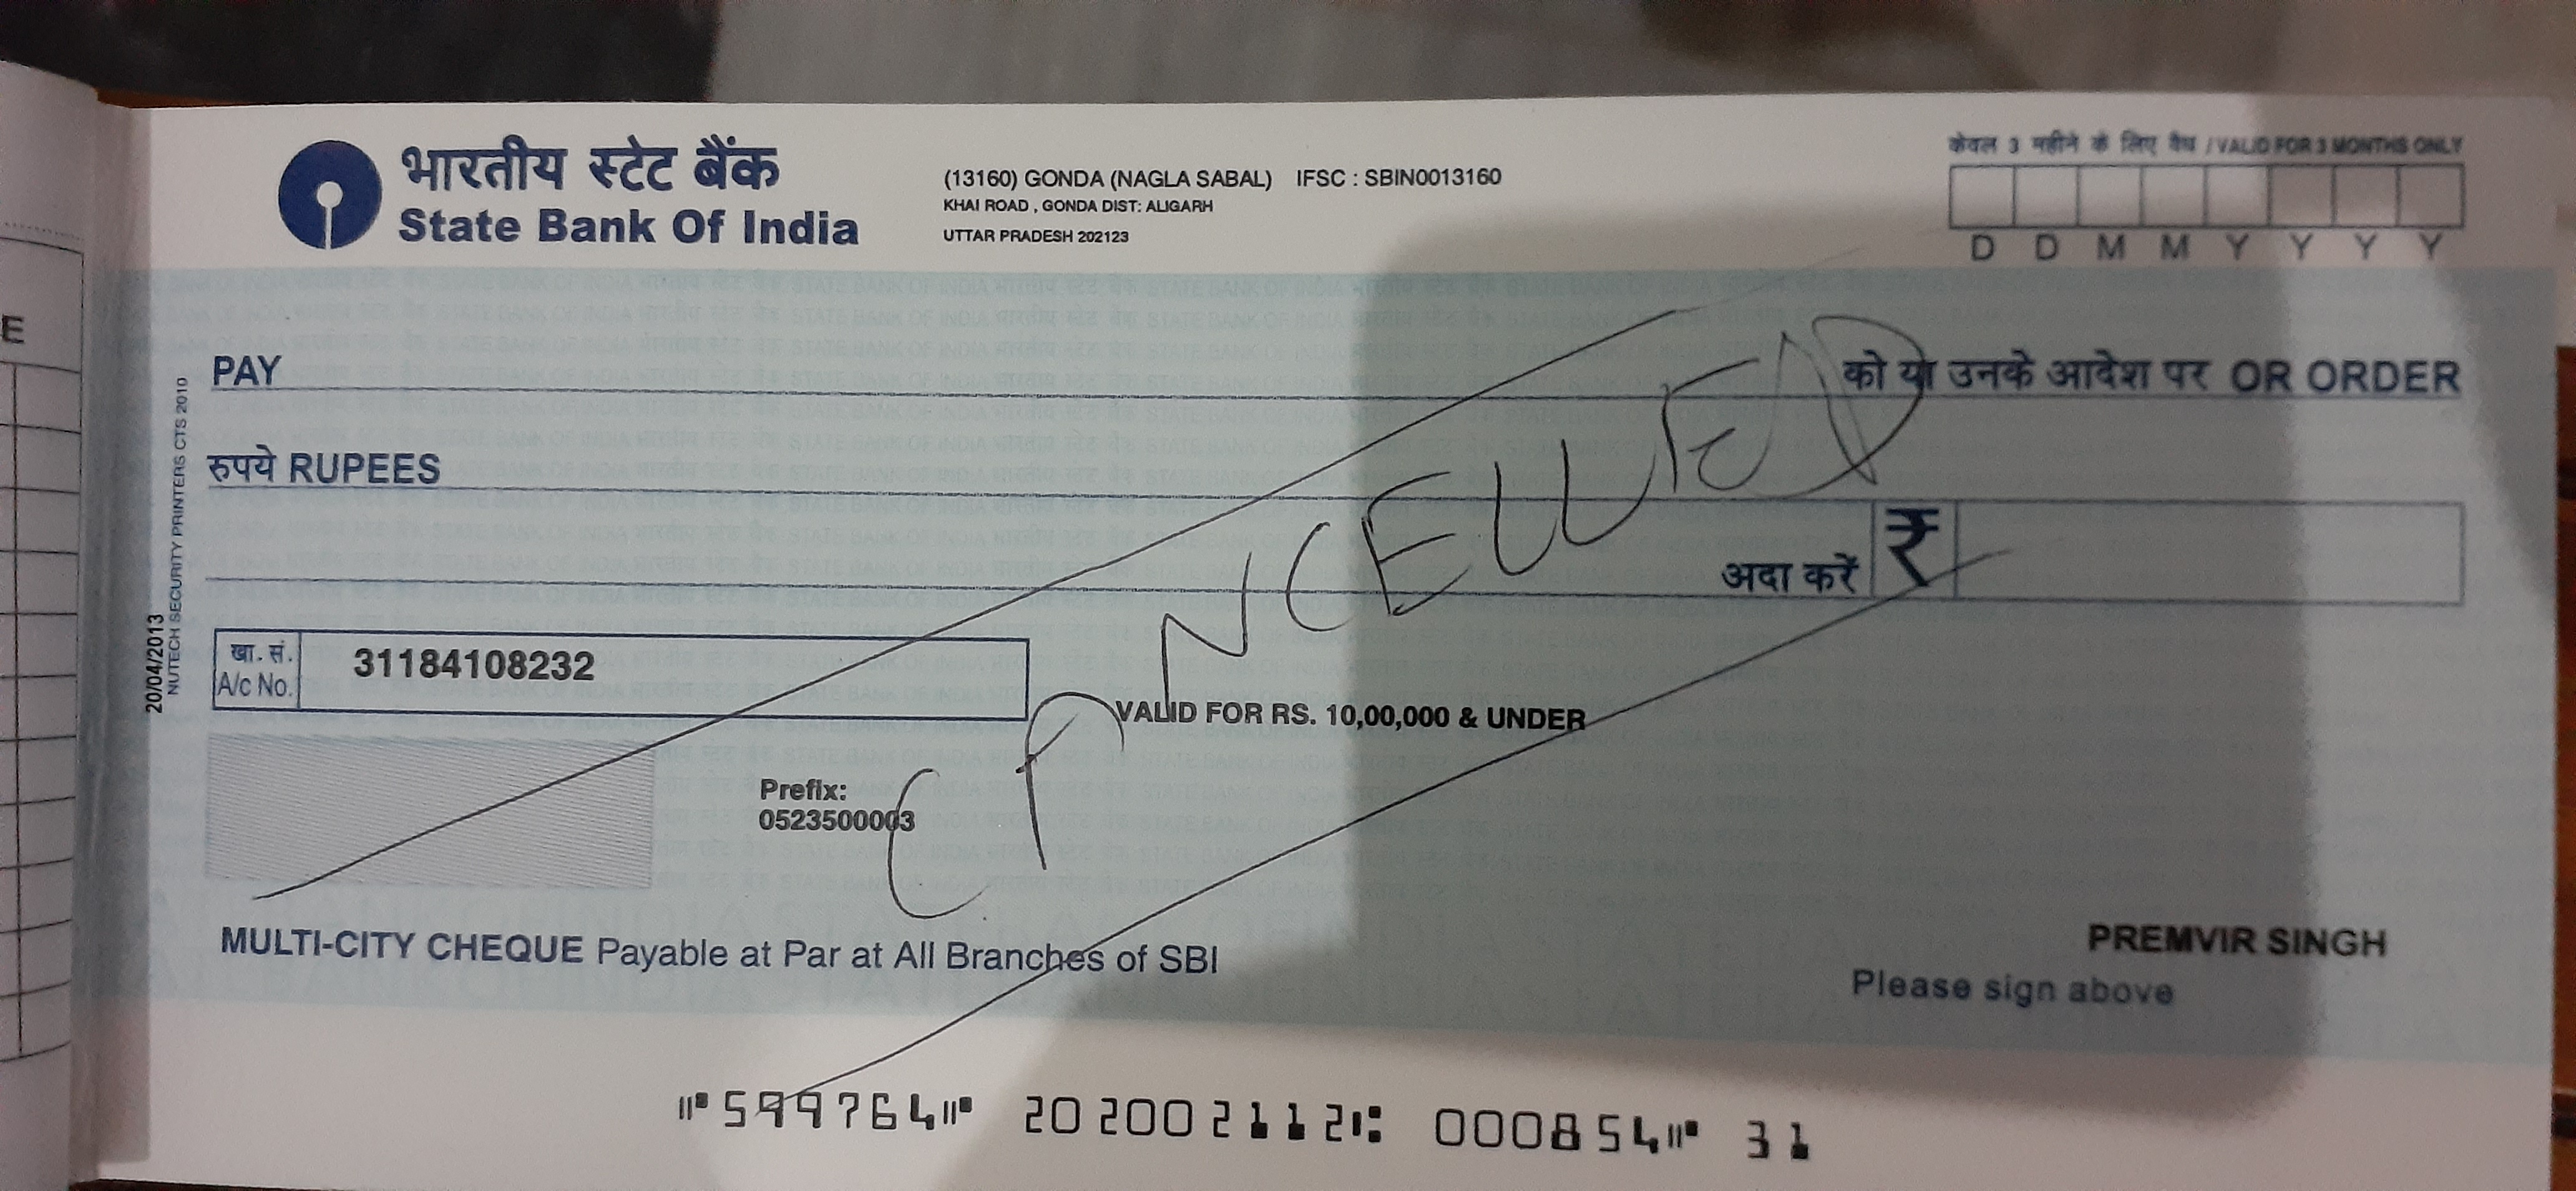 E
भारतीय स्टेट बैंक
State Bank Of India
(13160) GONDA (NAGLA SABAL) IFSC : SBIN0013160
KHAI ROAD , GONDA DIST: ALIGARH
UTTAR PRADESH 202123
केवल 3 महीने के लिए वैध / VALID FOR 3 MONTHS ONLY
D D M M Y Y Y Y
PAY
को या उनके आदेश पर OR ORDER
रुपये RUPEES
अदा करें ₹
खा. सं.
A/c No.
31184108232
VALID FOR RS. 10,00,000 & UNDER
Prefix:
0523500003
CANCELLED
MULTI-CITY CHEQUE Payable at Par at All Branches of SBI
PREMVIR SINGH
Please sign above
20/04/2013
NUTECH SECURITY PRINTERS CTS 2010
⑈599764⑈ 202002112⑆ 000854⑈ 31